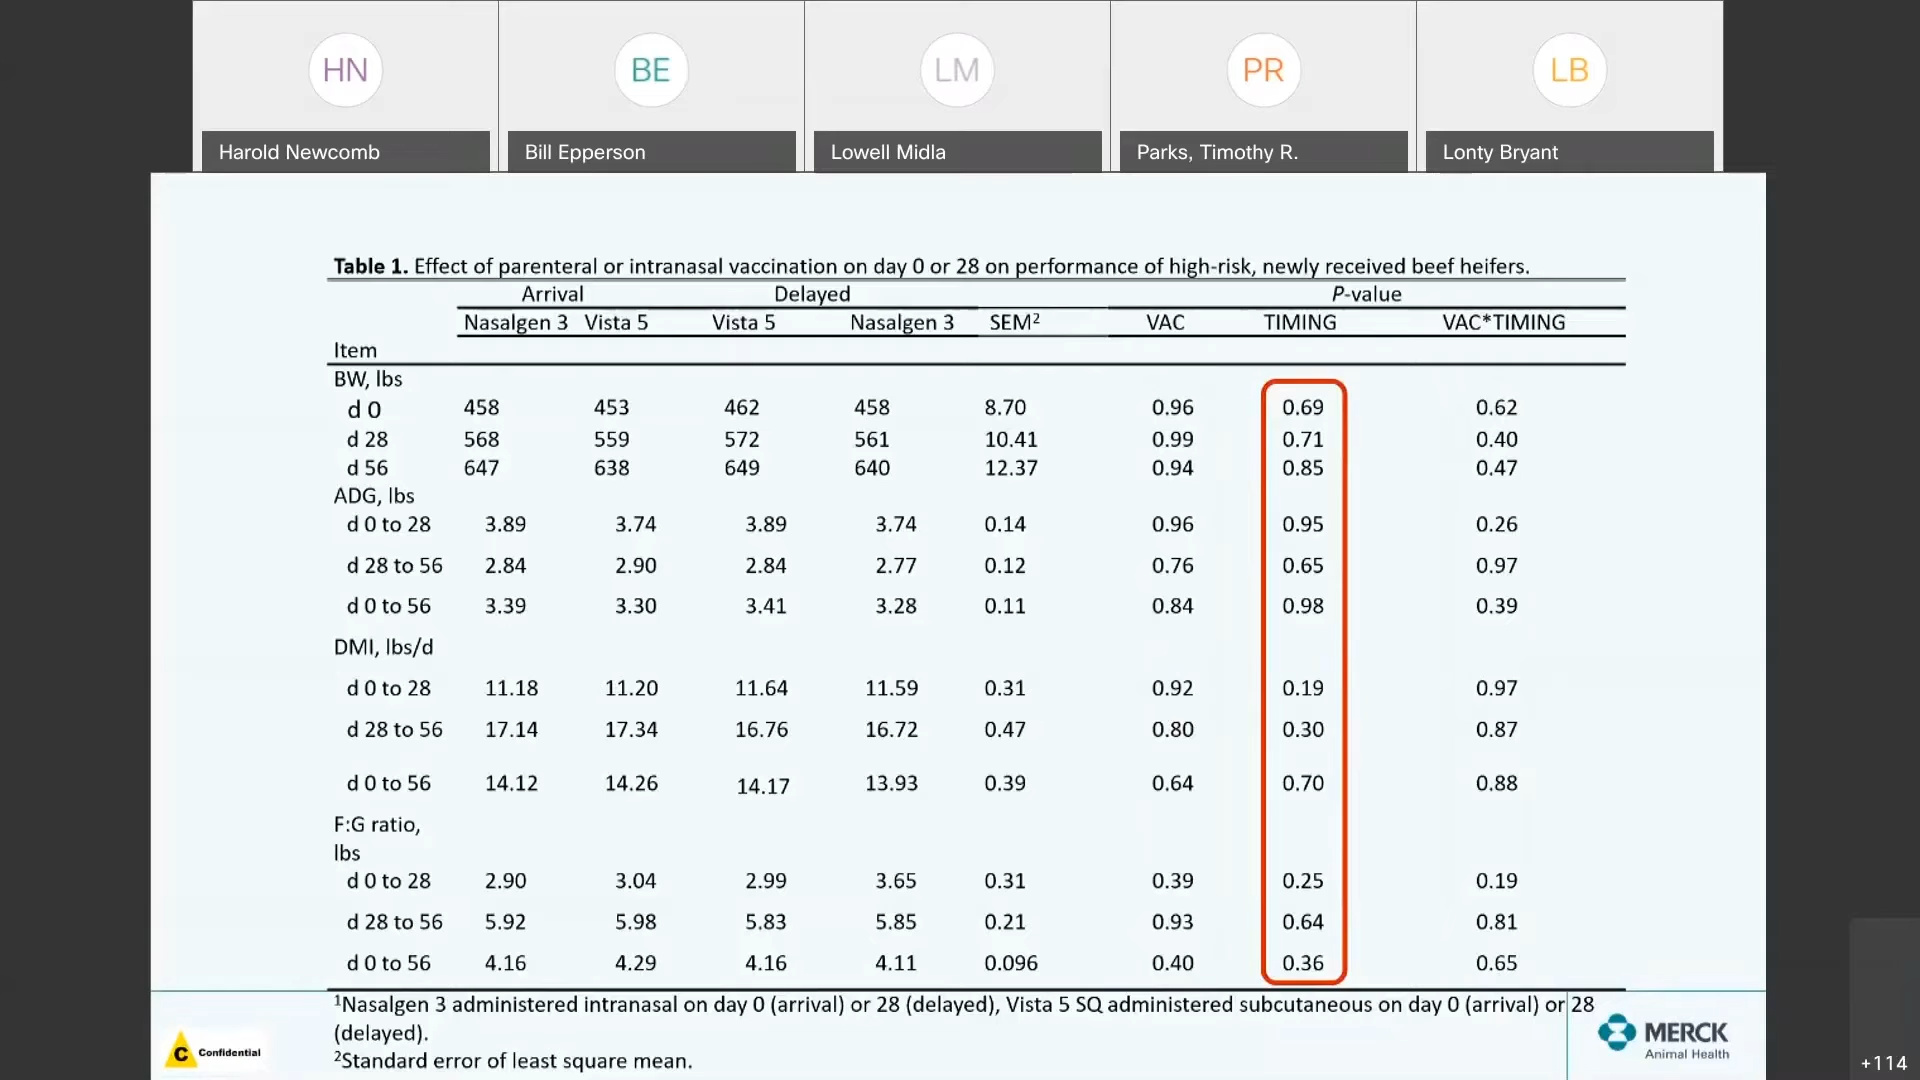 HN BE LM PR LB
Harold Newcomb Bill Epperson Lowell Midla Parks, Timothy R. Lonty Bryant
Table 1. Effect of parenteral or intranasal vaccination on day 0 or 28 on performance of high-risk, newly received beef heifers.
Arrival Delayed P-value
Nasalgen 3 Vista 5 Vista 5 Nasalgen 3 SEM² VAC TIMING VAC*TIMING
Item
BW, lbs
d 0 458 453 462 458 8.70 0.96 0.69 0.62
d 28 568 559 572 561 10.41 0.99 0.71 0.40
d 56 647 638 649 640 12.37 0.94 0.85 0.47
ADG, lbs
d 0 to 28 3.89 3.74 3.89 3.74 0.14 0.96 0.95 0.26
d 28 to 56 2.84 2.90 2.84 2.77 0.12 0.76 0.65 0.97
d 0 to 56 3.39 3.30 3.41 3.28 0.11 0.84 0.98 0.39
DMI, lbs/d
d 0 to 28 11.18 11.20 11.64 11.59 0.31 0.92 0.19 0.97
d 28 to 56 17.14 17.34 16.76 16.72 0.47 0.80 0.30 0.87
d 0 to 56 14.12 14.26 14.17 13.93 0.39 0.64 0.70 0.88
F:G ratio,
lbs
d 0 to 28 2.90 3.04 2.99 3.65 0.31 0.39 0.25 0.19
d 28 to 56 5.92 5.98 5.83 5.85 0.21 0.93 0.64 0.81
d 0 to 56 4.16 4.29 4.16 4.11 0.096 0.40 0.36 0.65
¹Nasalgen 3 administered intranasal on day 0 (arrival) or 28 (delayed), Vista 5 SQ administered subcutaneous on day 0 (arrival) or 28
(delayed).
²Standard error of least square mean.
C Confidential
MERCK
Animal Health
+114